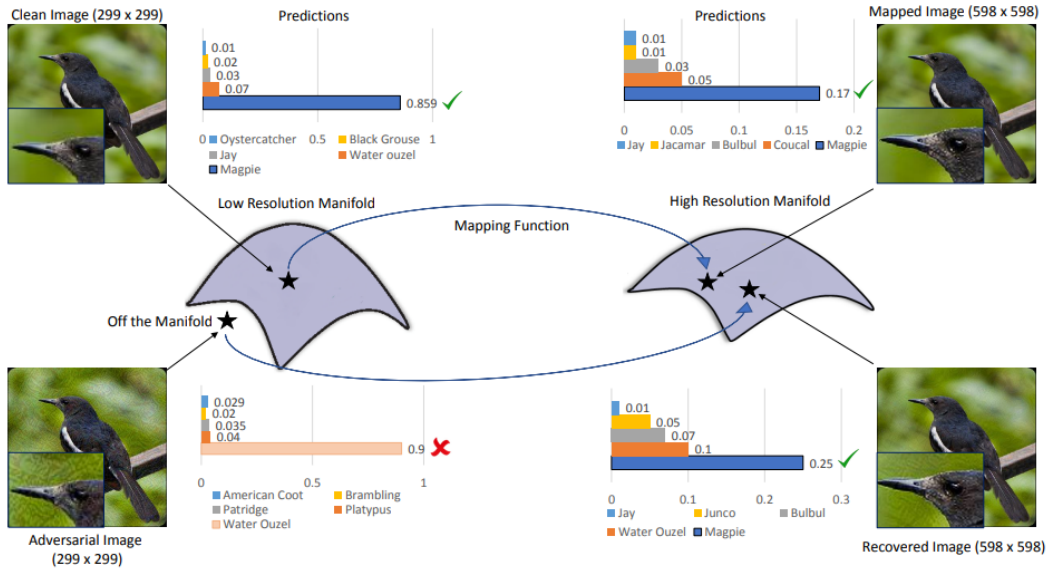 Clean Image (299 x 299)
Predictions
0.01
0.02
0.03
0.07
0.859
0 0.5 1
Oystercatcher Black Grouse
Jay Water ouzel
Magpie
Predictions
0.01
0.01
0.03
0.05
0.17
0 0.05 0.1 0.15 0.2
Jay Jacamar Bulbul Coucal Magpie
Mapped Image (598 x 598)
Low Resolution Manifold
Mapping Function
High Resolution Manifold
Off the Manifold
0.029
0.02
0.035
0.04
0.9
0 0.5 1
American Coot Brambling
Patridge Platypus
Water Ouzel
Adversarial Image
(299 x 299)
0.01
0.05
0.07
0.1
0.25
0 0.1 0.2 0.3
Jay Junco Bulbul
Water Ouzel Magpie
Recovered Image (598 x 598)